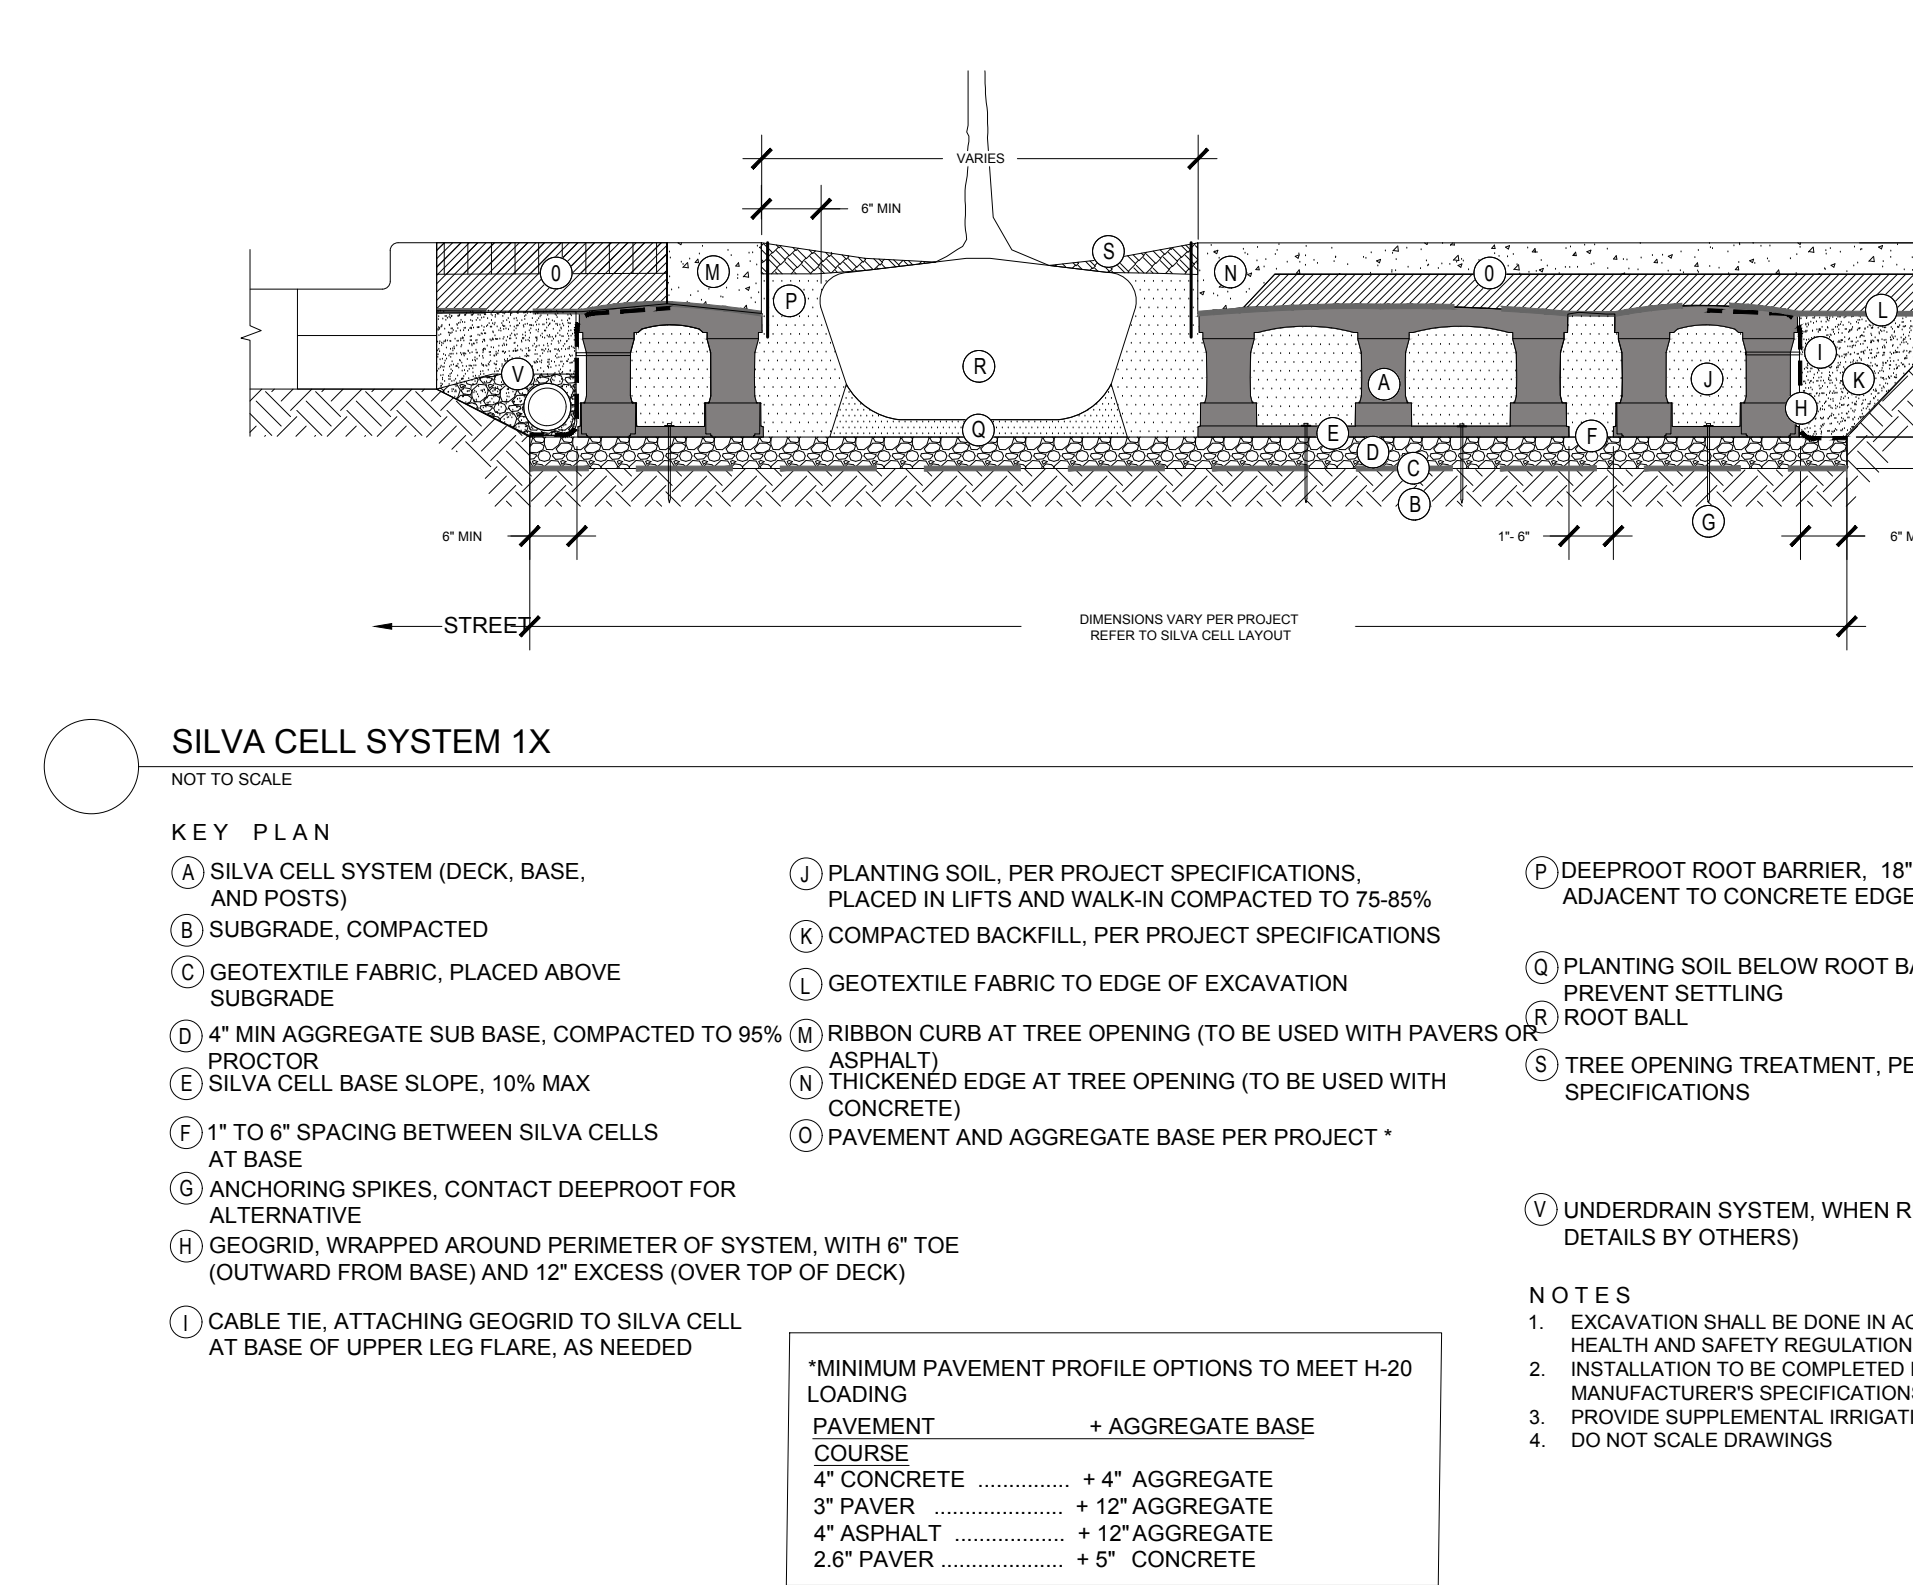 VARIES
6" MIN
S
O
M
N
O
P
L
V
R
A
J
I
K
H
Q
E
F
D
C
B
G
6" MIN
1"- 6"
STREET
DIMENSIONS VARY PER PROJECT
REFER TO SILVA CELL LAYOUT
SILVA CELL SYSTEM 1X
NOT TO SCALE
KEY PLAN
A SILVA CELL SYSTEM (DECK, BASE,
AND POSTS)
B SUBGRADE, COMPACTED
C GEOTEXTILE FABRIC, PLACED ABOVE
SUBGRADE
D 4" MIN AGGREGATE SUB BASE, COMPACTED TO 95%
PROCTOR
E SILVA CELL BASE SLOPE, 10% MAX
F 1" TO 6" SPACING BETWEEN SILVA CELLS
AT BASE
G ANCHORING SPIKES, CONTACT DEEPROOT FOR
ALTERNATIVE
H GEOGRID, WRAPPED AROUND PERIMETER OF SYSTEM, WITH 6" TOE
(OUTWARD FROM BASE) AND 12" EXCESS (OVER TOP OF DECK)
I CABLE TIE, ATTACHING GEOGRID TO SILVA CELL
AT BASE OF UPPER LEG FLARE, AS NEEDED
J PLANTING SOIL, PER PROJECT SPECIFICATIONS,
PLACED IN LIFTS AND WALK-IN COMPACTED TO 75-85%
K COMPACTED BACKFILL, PER PROJECT SPECIFICATIONS
L GEOTEXTILE FABRIC TO EDGE OF EXCAVATION
M RIBBON CURB AT TREE OPENING (TO BE USED WITH PAVERS OR
ASPHALT)
N THICKENED EDGE AT TREE OPENING (TO BE USED WITH
CONCRETE)
O PAVEMENT AND AGGREGATE BASE PER PROJECT *
*MINIMUM PAVEMENT PROFILE OPTIONS TO MEET H-20
LOADING
PAVEMENT + AGGREGATE BASE
COURSE
4" CONCRETE ............... + 4" AGGREGATE
3" PAVER ..................... + 12" AGGREGATE
4" ASPHALT .................. + 12" AGGREGATE
2.6" PAVER .................... + 5" CONCRETE
P DEEPROOT ROOT BARRIER, 18"
ADJACENT TO CONCRETE EDGE
Q PLANTING SOIL BELOW ROOT
PREVENT SETTLING
R ROOT BALL
S TREE OPENING TREATMENT,
SPECIFICATIONS
V UNDERDRAIN SYSTEM, WHEN
DETAILS BY OTHERS)
NOTES
1. EXCAVATION SHALL BE DONE IN
HEALTH AND SAFETY REGULATION
2. INSTALLATION TO BE COMPLETED
MANUFACTURER'S SPECIFICATIONS
3. PROVIDE SUPPLEMENTAL
4. DO NOT SCALE DRAWINGS